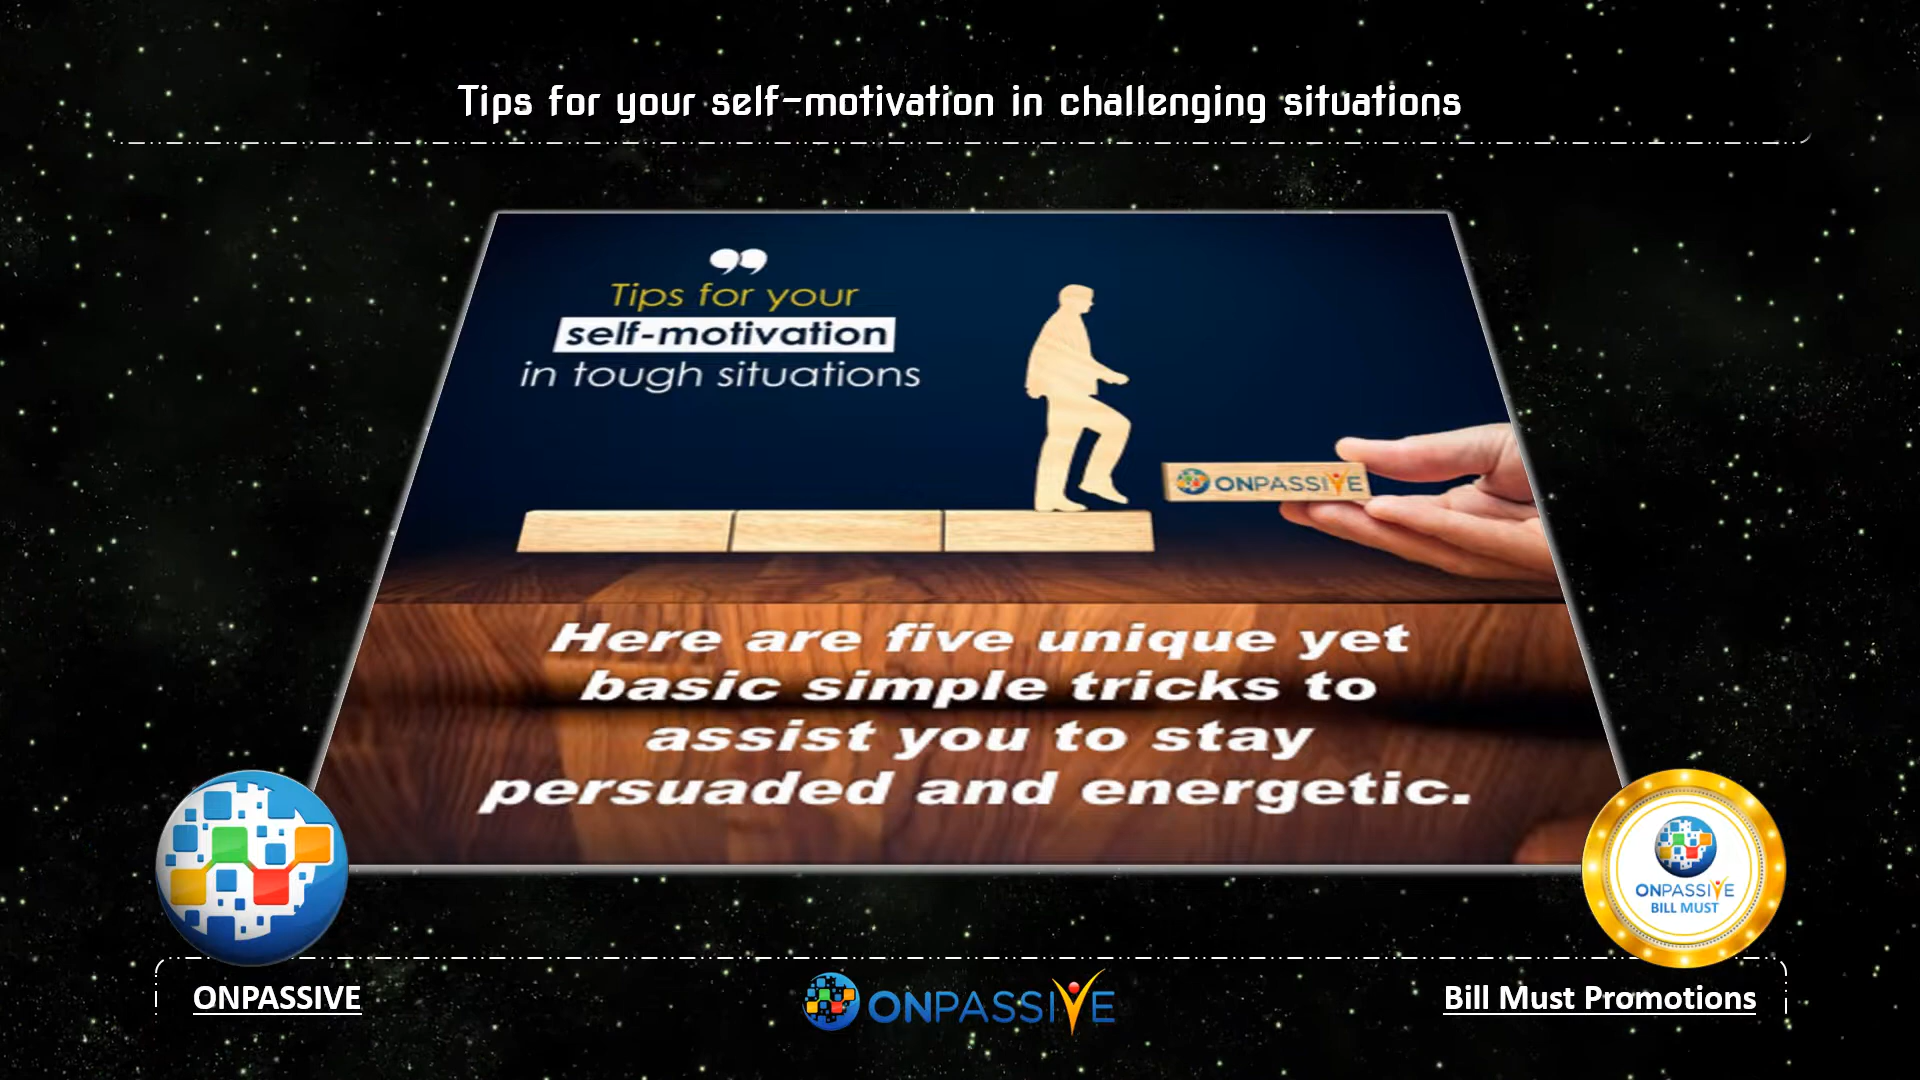 Tips for your self-motivation in challenging situations
Tips for your
self-motivation
in tough situations
ONPASSIVE
Here are five unique yet
basic simple tricks to
assist you to stay
persuaded and energetic.
ONPASSIVE
BILL MUST
ONPASSIVE
ONPASSIVE
Bill Must Promotions